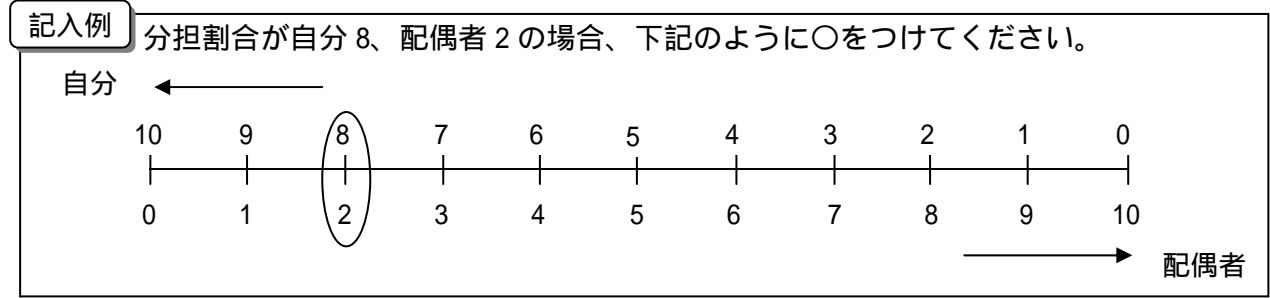 記入例
分担割合が自分 8、配偶者 2 の場合、下記のように○をつけてください。
自分
10 9 8 7 6 5 4 3 2 1 0
0 1 2 3 4 5 6 7 8 9 10
配偶者